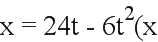 x = 24t - 6t²(x